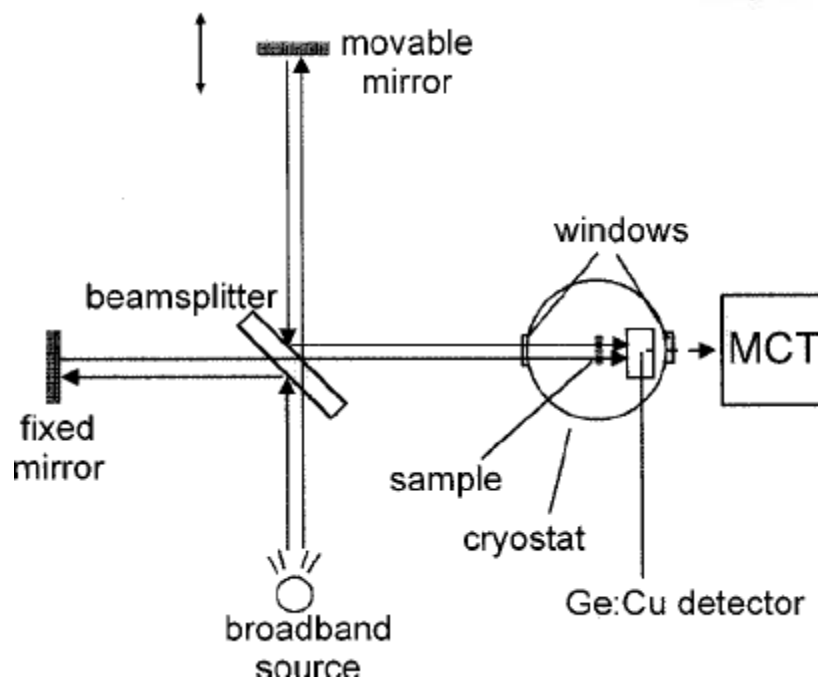 movable
mirror
windows
beamsplitter
MCT
fixed
mirror
sample
cryostat
Ge:Cu detector
broadband
source